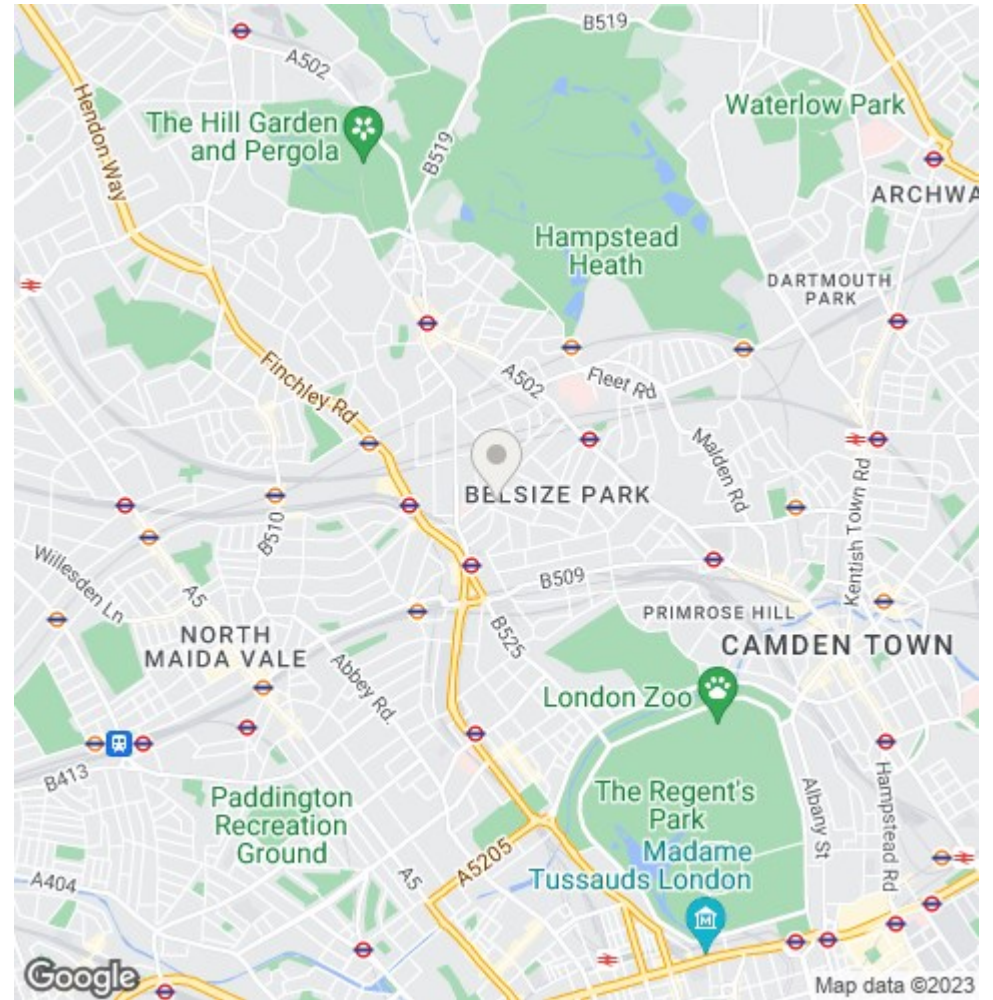 B519
A502
Hendon Way
The Hill Garden
and Pergola
B519
Waterlow Park
ARCHWA
Hampstead
Heath
DARTMOUTH
PARK
Finchley Rd
A502
Fleet Rd
Malden Rd
BELSIZE PARK
Kentish Town Rd
B510
Willesden Ln
A5
B509
PRIMROSE HILL
NORTH
MAIDA VALE
Abbey Rd.
B525
CAMDEN TOWN
London Zoo
B413
Paddington
Recreation
Ground
The Regent's
Park
Albany St
Hampstead Rd
Madame
Tussauds London
A5205
A404
A5
M
Google
Map data ©2023